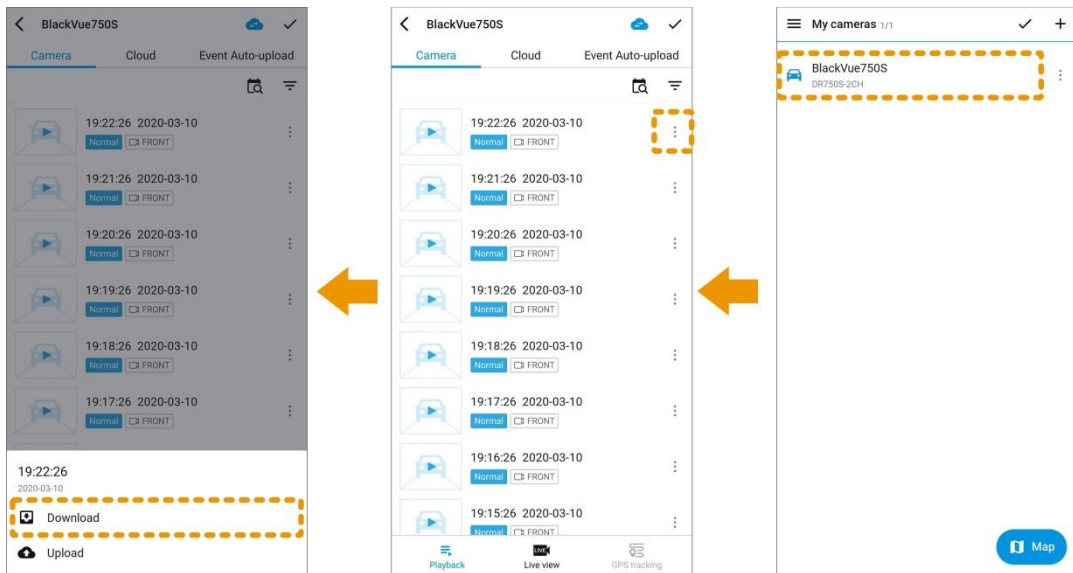 BlackVue750S
Camera Cloud Event Auto-upload
19:22:26 2020-03-10
Normal FRONT
19:21:26 2020-03-10
Normal FRONT
19:20:26 2020-03-10
Normal FRONT
19:19:26 2020-03-10
Normal FRONT
19:18:26 2020-03-10
Normal FRONT
19:17:26 2020-03-10
Normal FRONT
19:22:26
2020-03-10
Download
Upload
BlackVue750S
Camera Cloud Event Auto-upload
19:22:26 2020-03-10
Normal FRONT
19:21:26 2020-03-10
Normal FRONT
19:20:26 2020-03-10
Normal FRONT
19:19:26 2020-03-10
Normal FRONT
19:18:26 2020-03-10
Normal FRONT
19:17:26 2020-03-10
Normal FRONT
19:16:26 2020-03-10
Normal FRONT
19:15:26 2020-03-10
Normal FRONT
LIVE
Playback Live view GPS tracking
My cameras 1/1
BlackVue750S
DR750S-2CH
Map